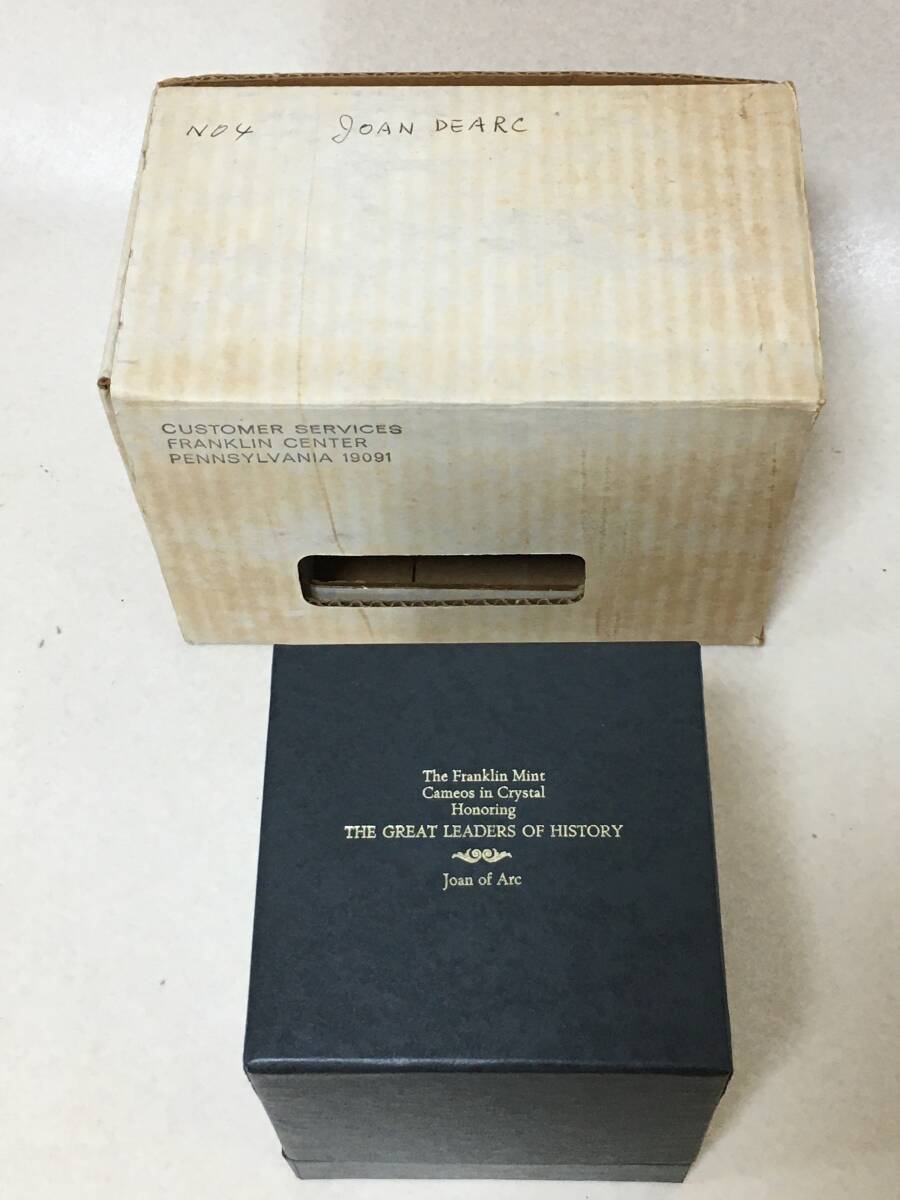 NO4 JOAN DEARC
CUSTOMER SERVICES
FRANKLIN CENTER
PENNSYLVANIA 19091
The Franklin Mint
Cameos in Crystal
Honoring
THE GREAT LEADERS OF HISTORY
Joan of Arc